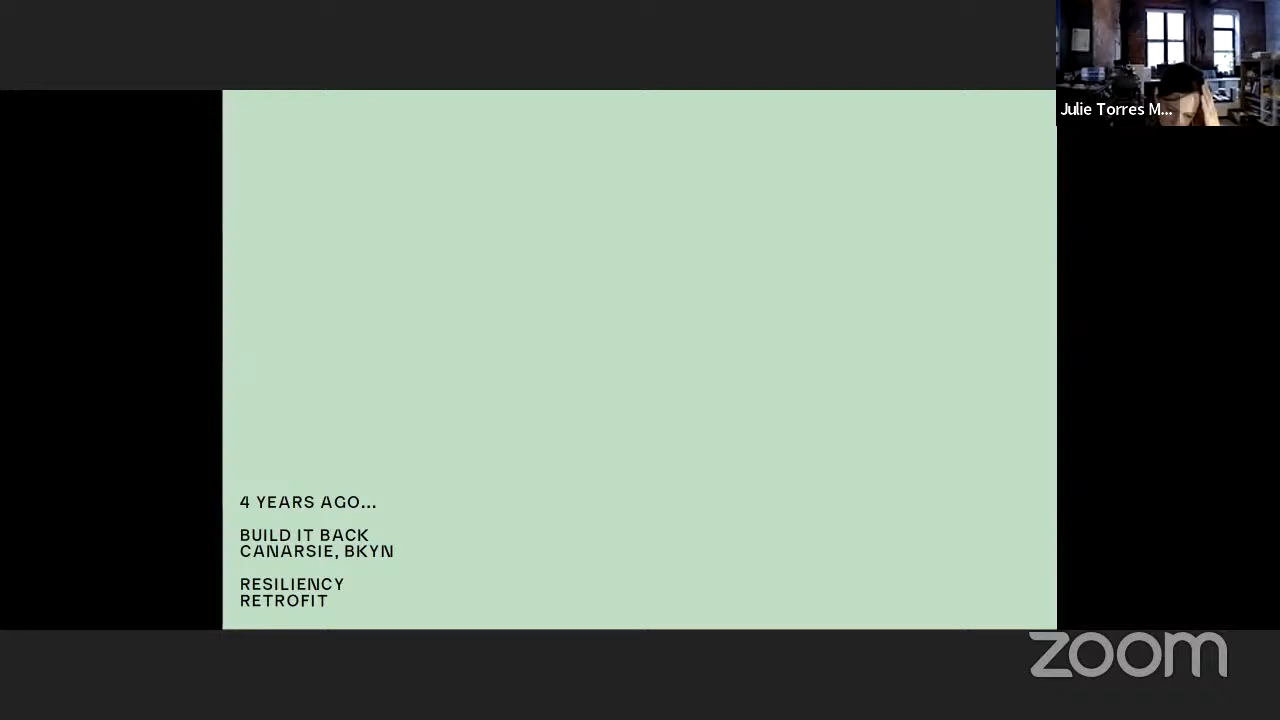 Julie Torres M...
4 YEARS AGO...
BUILD IT BACK
CANARSIE, BKYN
RESILIENCY
RETROFIT
zoom